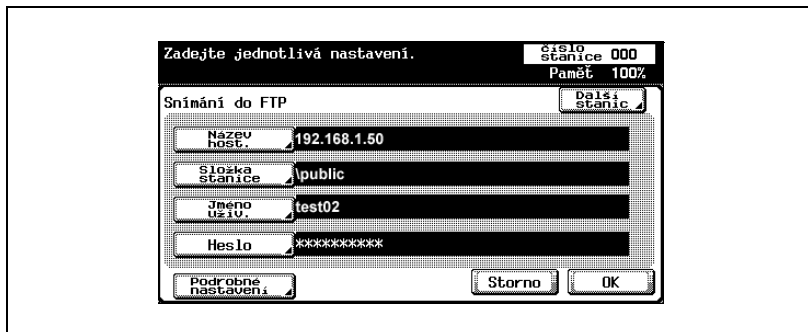 Zadejte jednotlivá nastavení.
číslo
stanice 000
Paměť 100%
Snímání do FTP
Další
stanic
Název
host.
192.168.1.50
Složka
stanice
\public
Jméno
Uživ.
test02
Heslo
**********
Podrobné
nastavení
Storno
OK